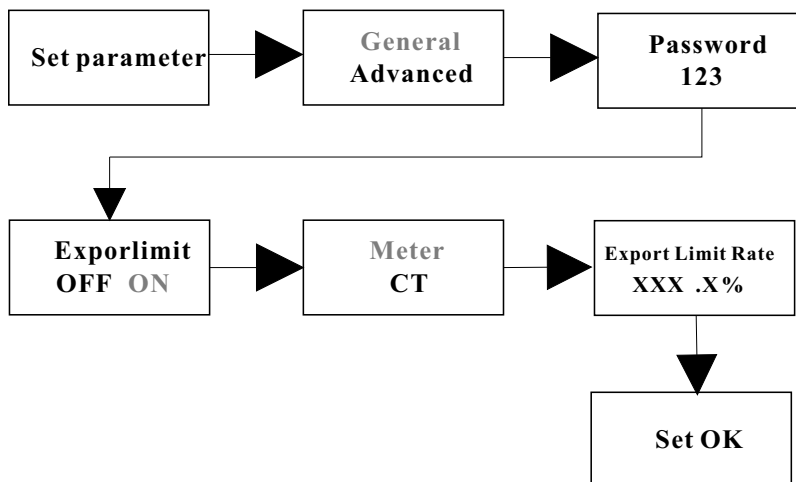 Set parameter
General
Advanced
Password
123
Exporlimit
OFF ON
Meter
CT
Export Limit Rate
XXX .X%
Set OK